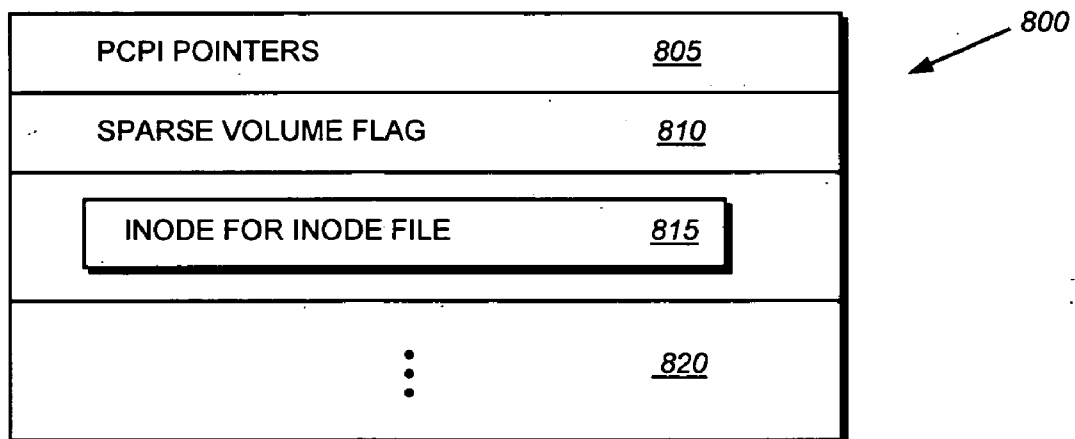 800
PCPI POINTERS 805
SPARSE VOLUME FLAG 810
INODE FOR INODE FILE 815
820